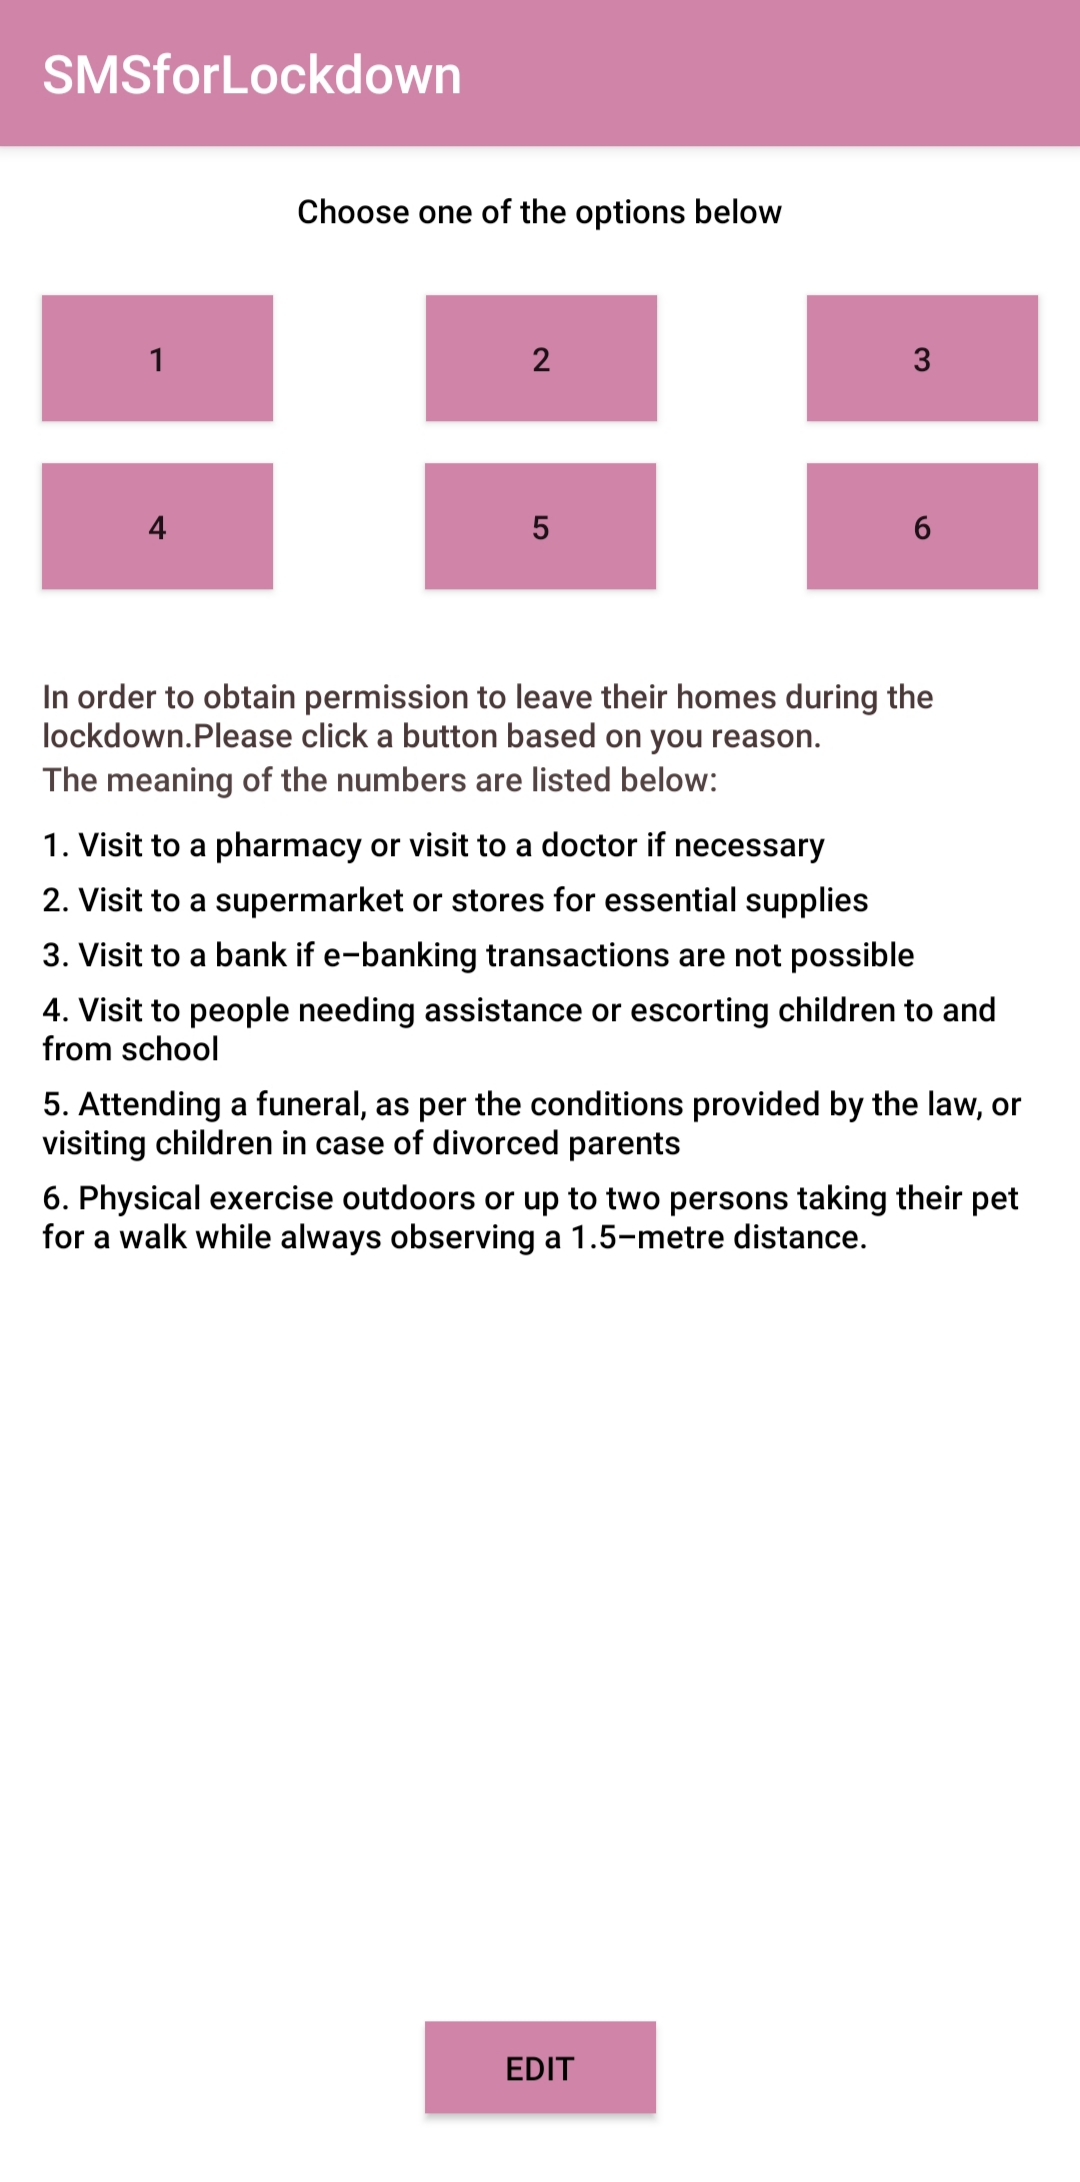 SMSforLockdown
Choose one of the options below
1 2 3
4 5 6
In order to obtain permission to leave their homes during the
lockdown.Please click a button based on you reason.
The meaning of the numbers are listed below:
1. Visit to a pharmacy or visit to a doctor if necessary
2. Visit to a supermarket or stores for essential supplies
3. Visit to a bank if e−banking transactions are not possible
4. Visit to people needing assistance or escorting children to and
from school
5. Attending a funeral, as per the conditions provided by the law, or
visiting children in case of divorced parents
6. Physical exercise outdoors or up to two persons taking their pet
for a walk while always observing a 1.5−metre distance.
EDIT